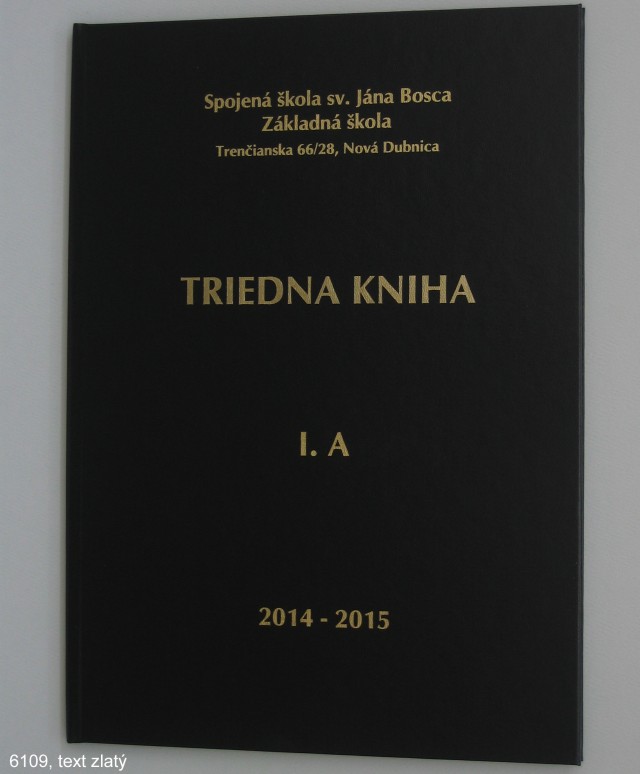 Spojená škola sv. Jána Bosca
Základná škola
Trenčianska 66/28, Nová Dubnica
TRIEDNA KNIHA
I. A
2014 - 2015
6109, text zlatý